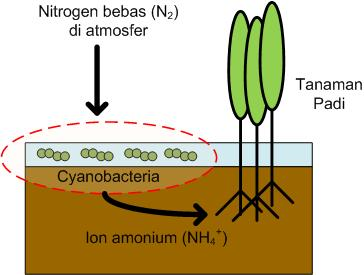 Nitrogen bebas (N₂)
di atmosfer
Tanaman
Padi
Cyanobacteria
Ion amonium (NH₄⁺)